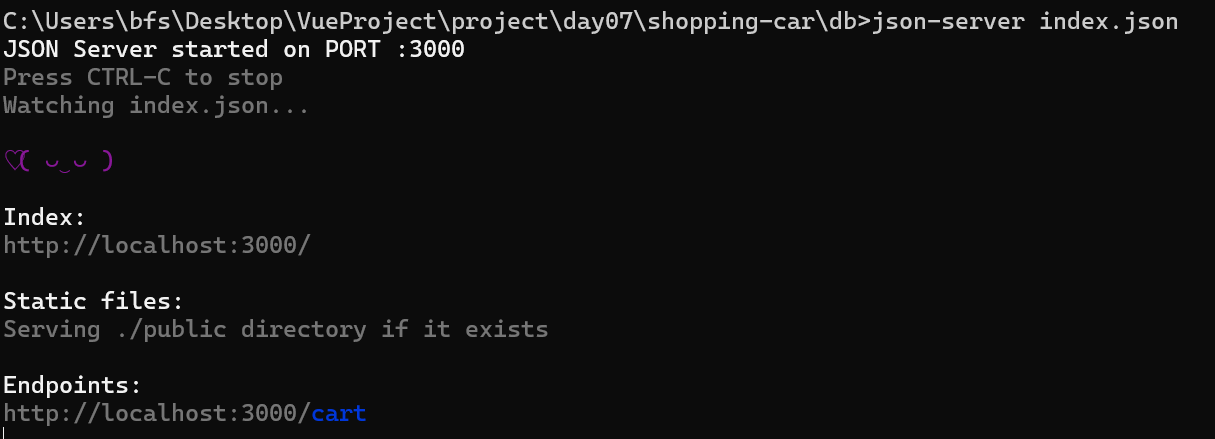 C:\Users\bfs\Desktop\VueProject\project\day07\shopping-car\db>json-server index.json
JSON Server started on PORT :3000
Press CTRL-C to stop
Watching index.json...
♡( ◡‿◡ )
Index:
http://localhost:3000/
Static files:
Serving ./public directory if it exists
Endpoints:
http://localhost:3000/cart